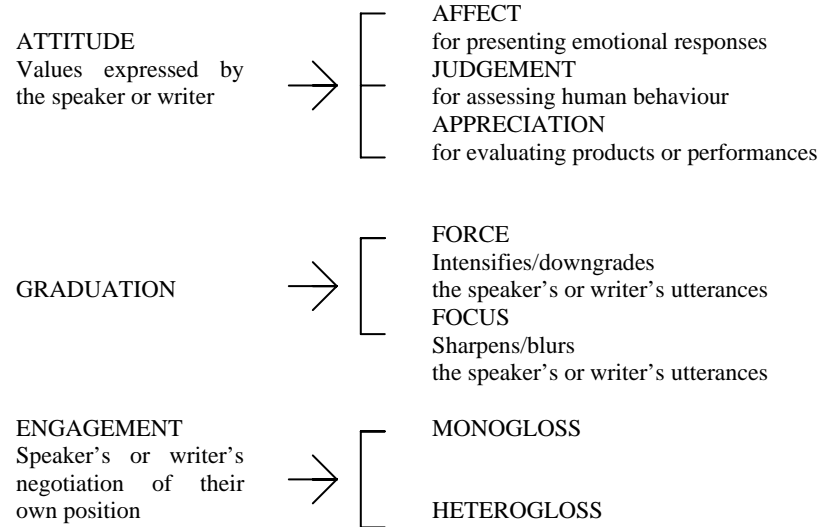 ATTITUDE
Values expressed by
the speaker or writer
AFFECT
for presenting emotional responses
JUDGEMENT
for assessing human behaviour
APPRECIATION
for evaluating products or performances
GRADUATION
FORCE
Intensifies/downgrades
the speaker's or writer's utterances
FOCUS
Sharpens/blurs
the speaker's or writer's utterances
ENGAGEMENT
Speaker's or writer's
negotiation of their
own position
MONOGLOSS
HETEROGLOSS